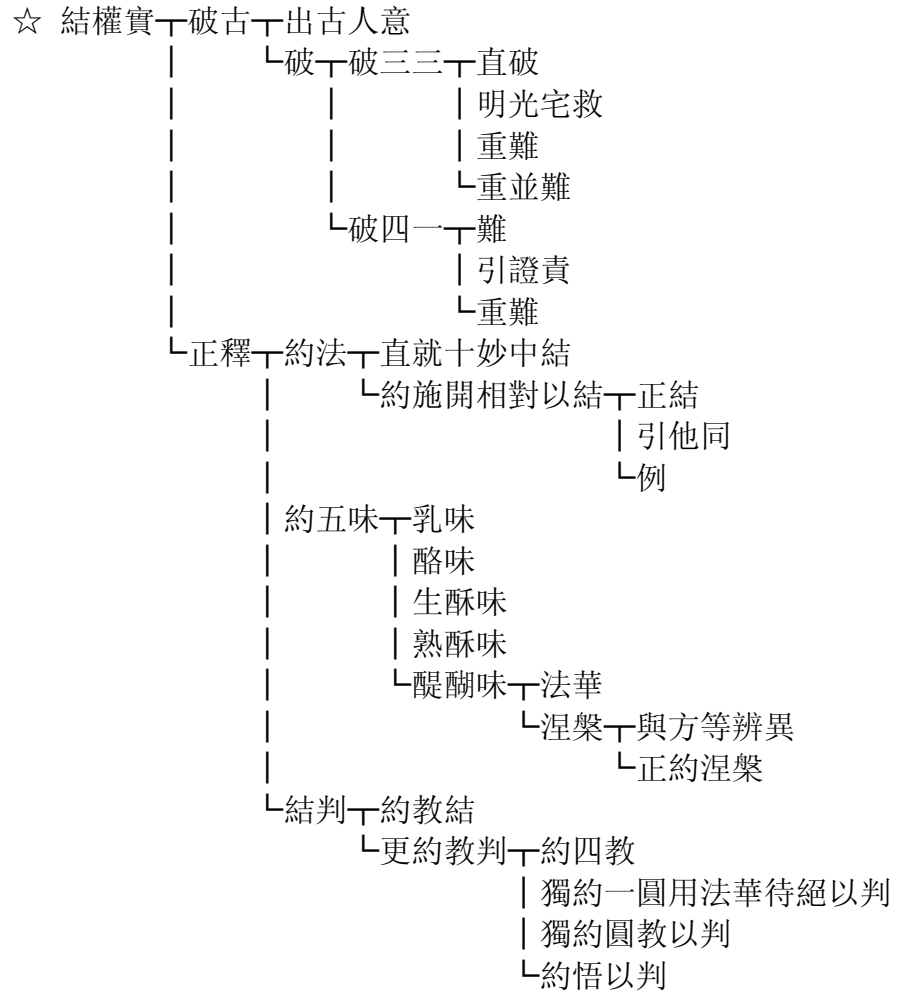 ☆ 結權實┬破古┬出古人意
│ └破┬破三三┬直破
│ │ │明光宅救
│ │ │重難
│ │ └重並難
│ └破四一┬難
│ │引證責
│ └重難
└正釋┬約法┬直就十妙中結
│ └約施開相對以結┬正結
│ │引他同
│ └例
│約五味┬乳味
│ │酪味
│ │生酥味
│ │熟酥味
│ └醍醐味┬法華
│ └涅槃┬與方等辨異
│ └正約涅槃
└結判┬約教結
└更約教判┬約四教
│獨約一圓用法華待絕以判
│獨約圓教以判
└約悟以判